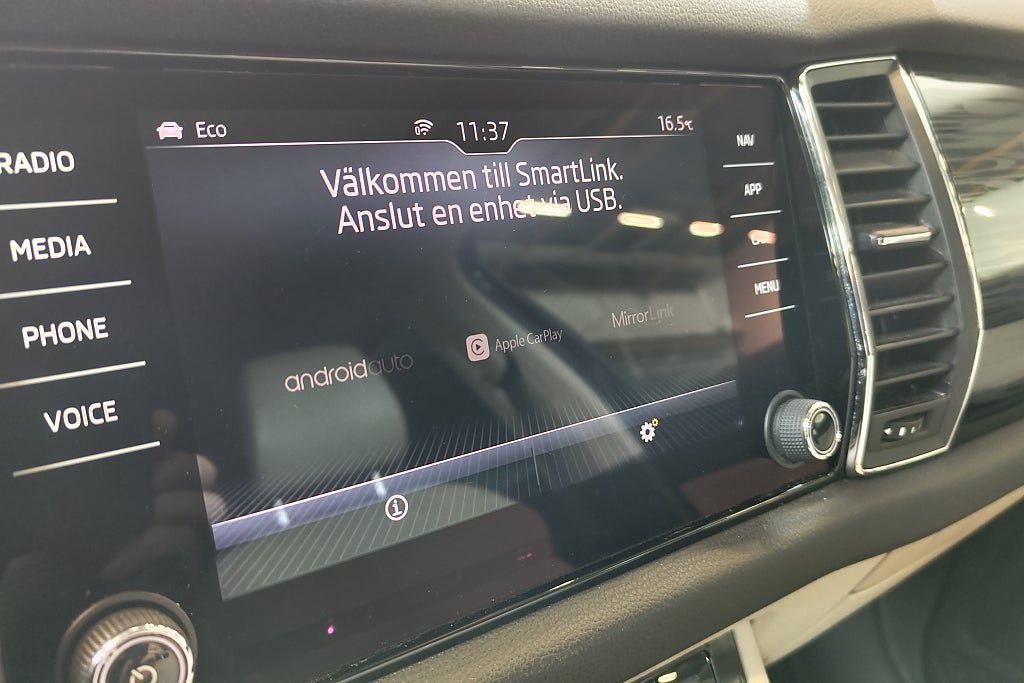 Eco 11:37 16.5°C
RADIO
MEDIA
PHONE
VOICE
Välkommen till SmartLink.
Anslut en enhet via USB.
androidauto
Apple CarPlay
MirrorLink
NAV
APP
MENU